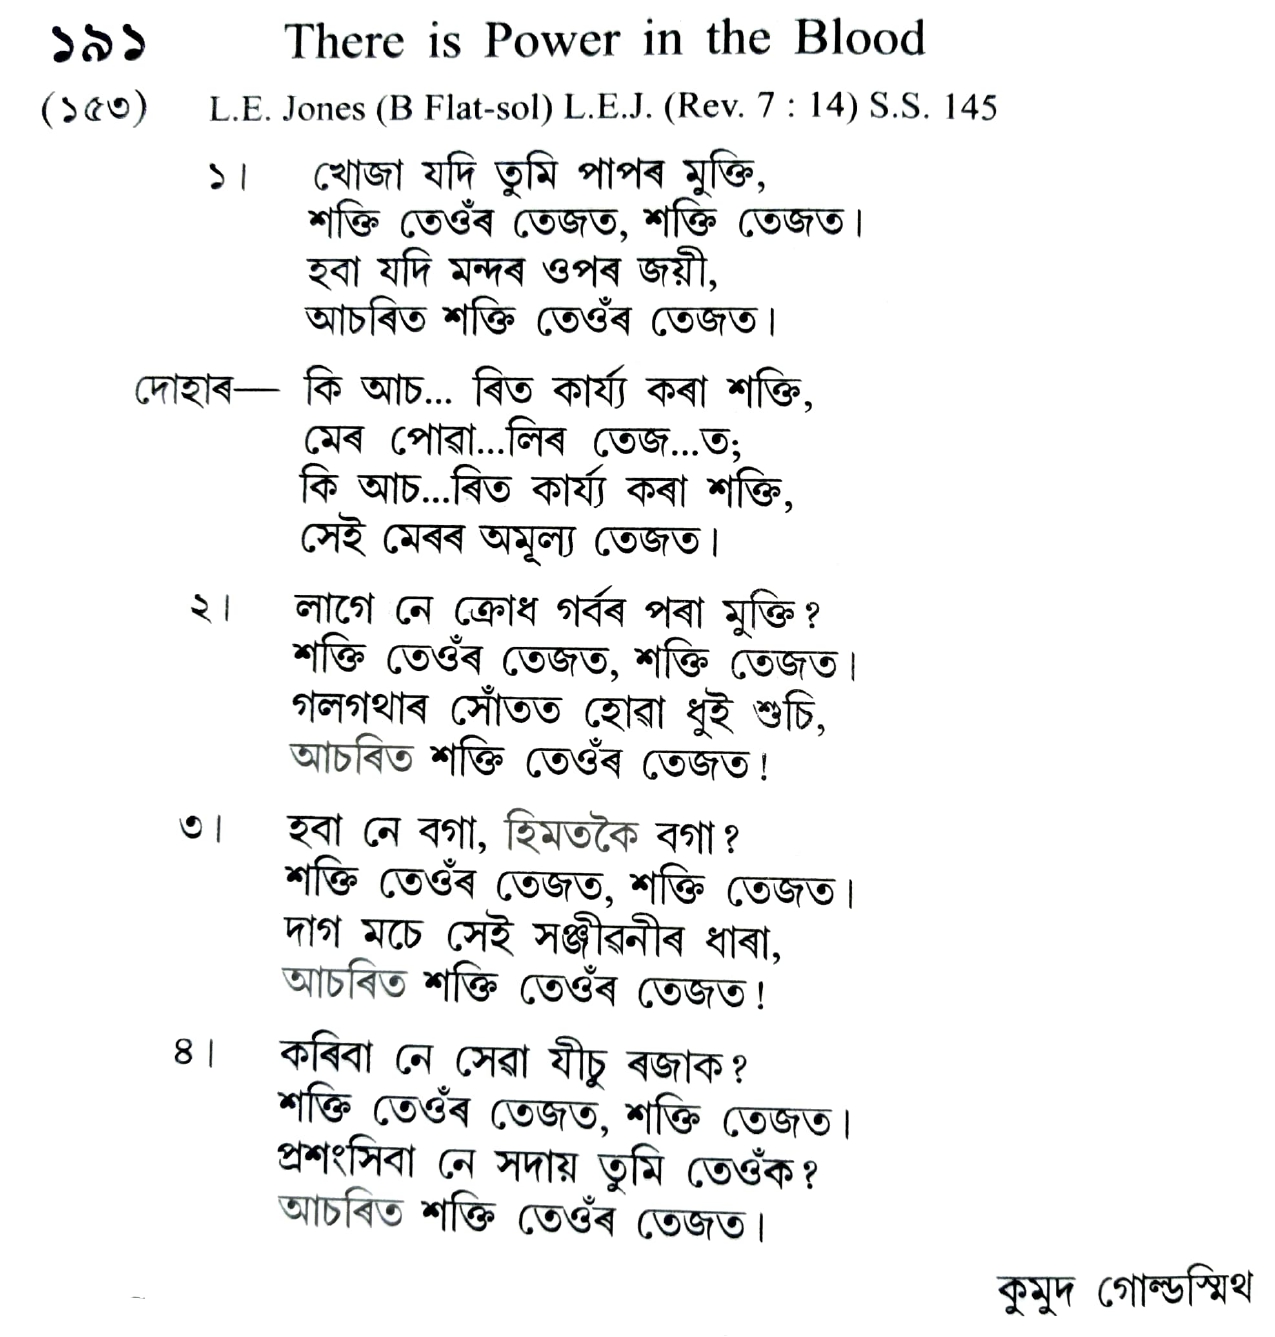 ১৯১ There is Power in the Blood
(১৫৩) L.E. Jones (B Flat-sol) L.E.J. (Rev. 7 : 14) S.S. 145
১। খোজা যদি তুমি পাপৰ মুক্তি,
শক্তি তেওঁৰ তেজত, শক্তি তেজত।
হবা যদি মন্দৰ ওপৰ জয়ী,
আচৰিত শক্তি তেওঁৰ তেজত।
দোহাৰ— কি আচ... ৰিত কাৰ্য্য কৰা শক্তি,
মেৰ পোৱা...লিৰ তেজ...ত;
কি আচ...ৰিত কাৰ্য্য কৰা শক্তি,
সেই মেৰৰ অমূল্য তেজত।
২। লাগে নে ক্ৰোধ গৰ্বৰ পৰা মুক্তি?
শক্তি তেওঁৰ তেজত, শক্তি তেজত।
গলগথাৰ সোঁতত হোৱা ধুই শুচি,
আচৰিত শক্তি তেওঁৰ তেজত!
৩। হবা নে বগা, হিমতকৈ বগা?
শক্তি তেওঁৰ তেজত, শক্তি তেজত।
দাগ মচে সেই সঞ্জীৱনীৰ ধাৰা,
আচৰিত শক্তি তেওঁৰ তেজত!
৪। কৰিবা নে সেৱা যীচু ৰজাক?
শক্তি তেওঁৰ তেজত, শক্তি তেজত।
প্ৰশংসিবা নে সদায় তুমি তেওঁক?
আচৰিত শক্তি তেওঁৰ তেজত।
কুমুদ গোল্ডস্মিথ